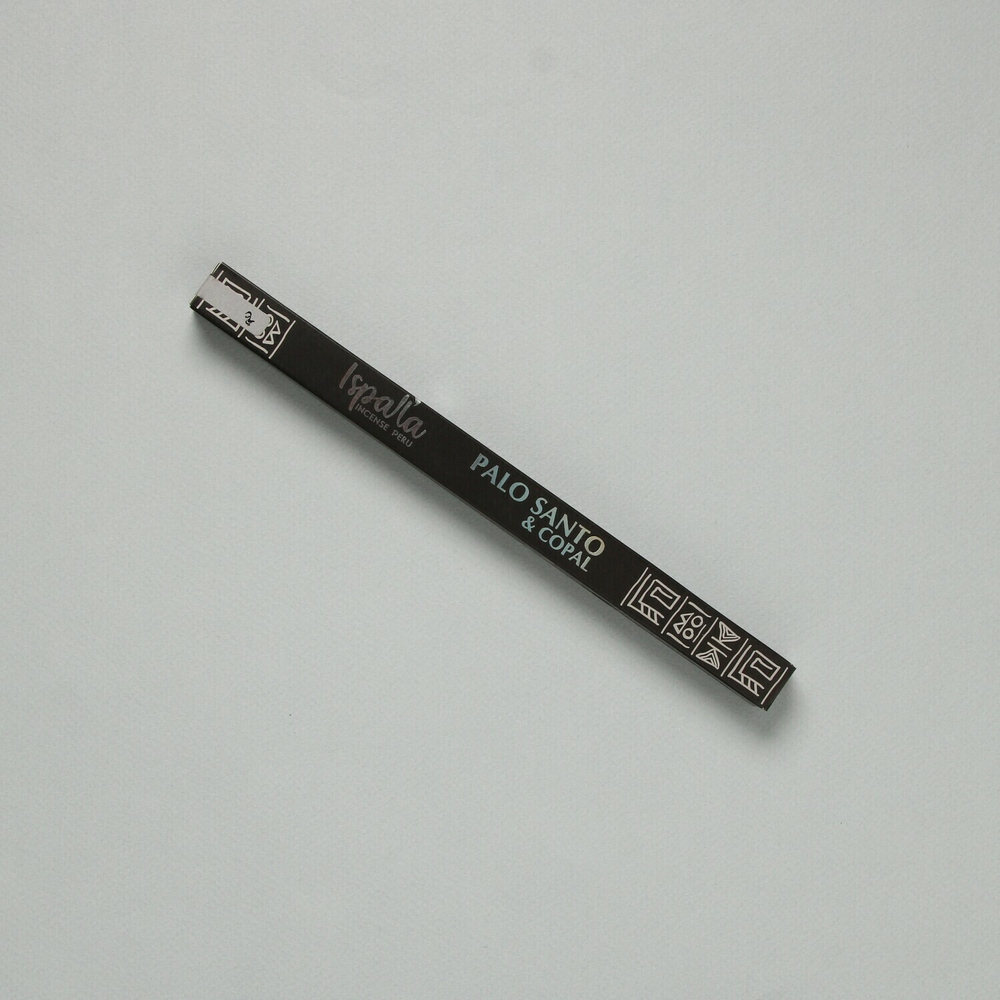 Ispalla
INCENSE PERU
PALO SANTO
& COPAL